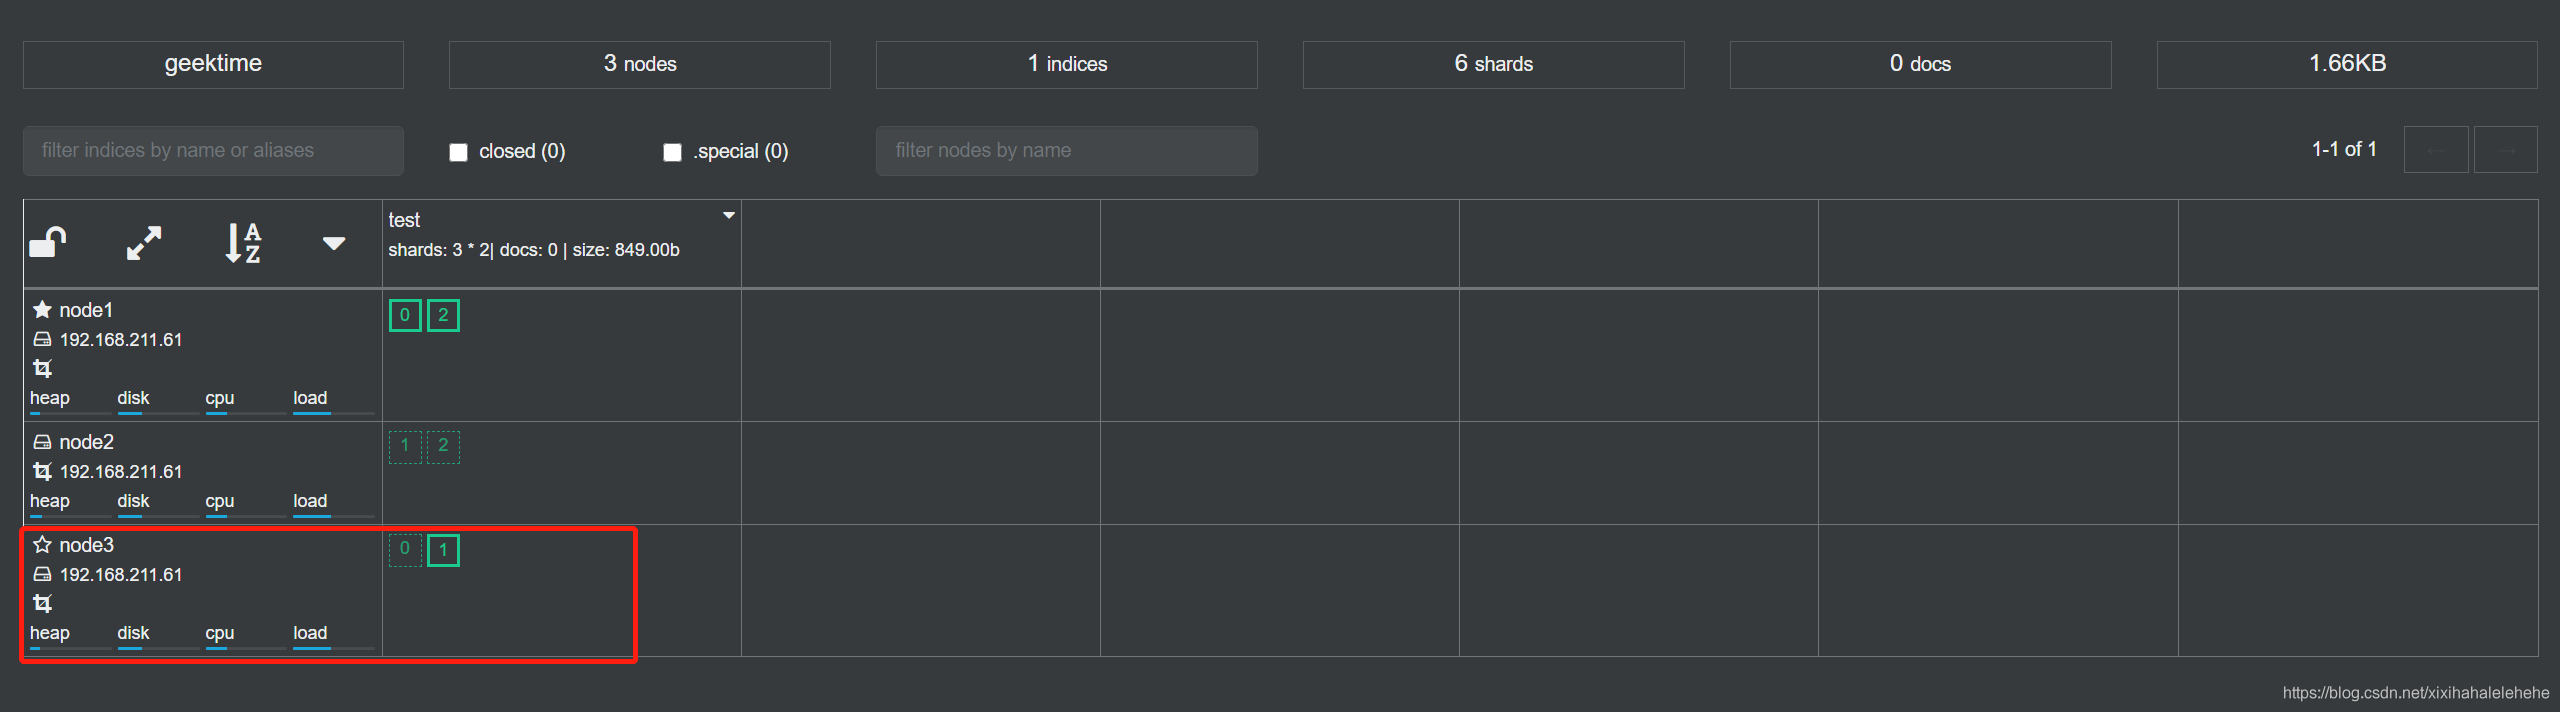 geektime
3 nodes
1 indices
6 shards
0 docs
1.66KB
filter indices by name or aliases
closed (0)
.special (0)
filter nodes by name
1-1 of 1
test
shards: 3 * 2| docs: 0 | size: 849.00b
node1
192.168.211.61
heap disk cpu load
0 2
node2
192.168.211.61
heap disk cpu load
1 2
node3
192.168.211.61
heap disk cpu load
0 1
https://blog.csdn.net/xixihahalelehehe